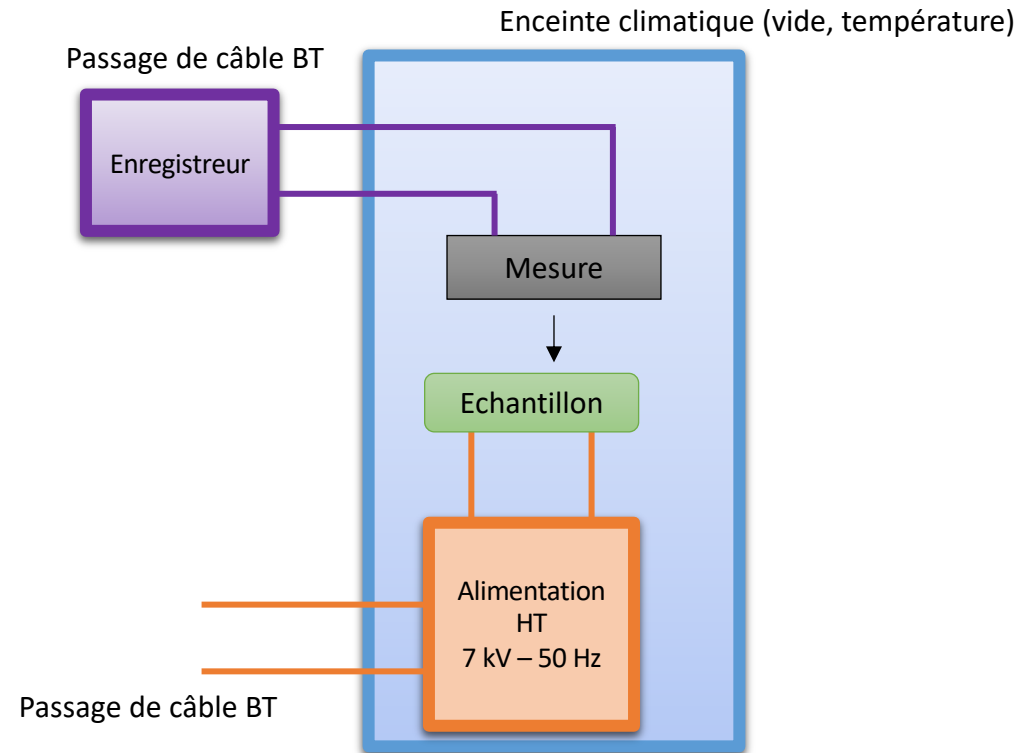 Enceinte climatique (vide, température)
Passage de câble BT
Enregistreur
Mesure
Echantillon
Alimentation
HT
7 kV – 50 Hz
Passage de câble BT